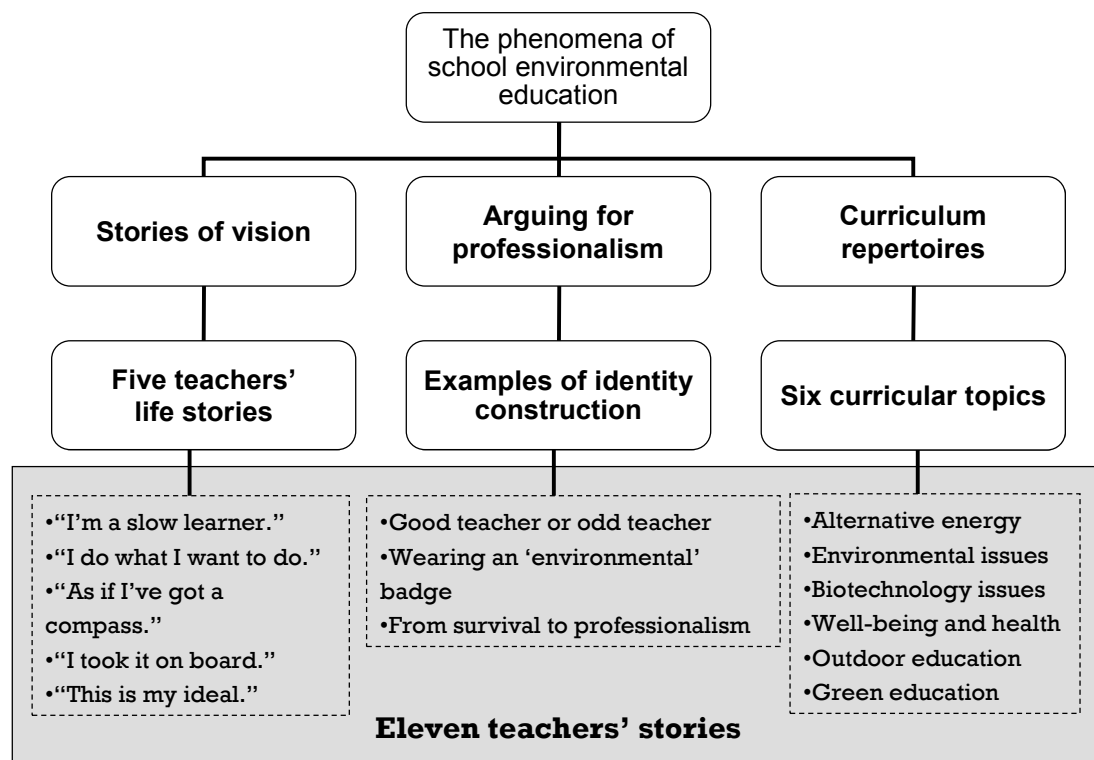 The phenomena of
school environmental
education
Stories of vision
Arguing for
professionalism
Curriculum
repertoires
Five teachers’
life stories
Examples of identity
construction
Six curricular topics
•“I’m a slow learner.”
•“I do what I want to do.”
•“As if I’ve got a
compass.”
•“I took it on board.”
•“This is my ideal.”
•Good teacher or odd teacher
•Wearing an ‘environmental’
badge
•From survival to professionalism
•Alternative energy
•Environmental issues
•Biotechnology issues
•Well-being and health
•Outdoor education
•Green education
Eleven teachers’ stories